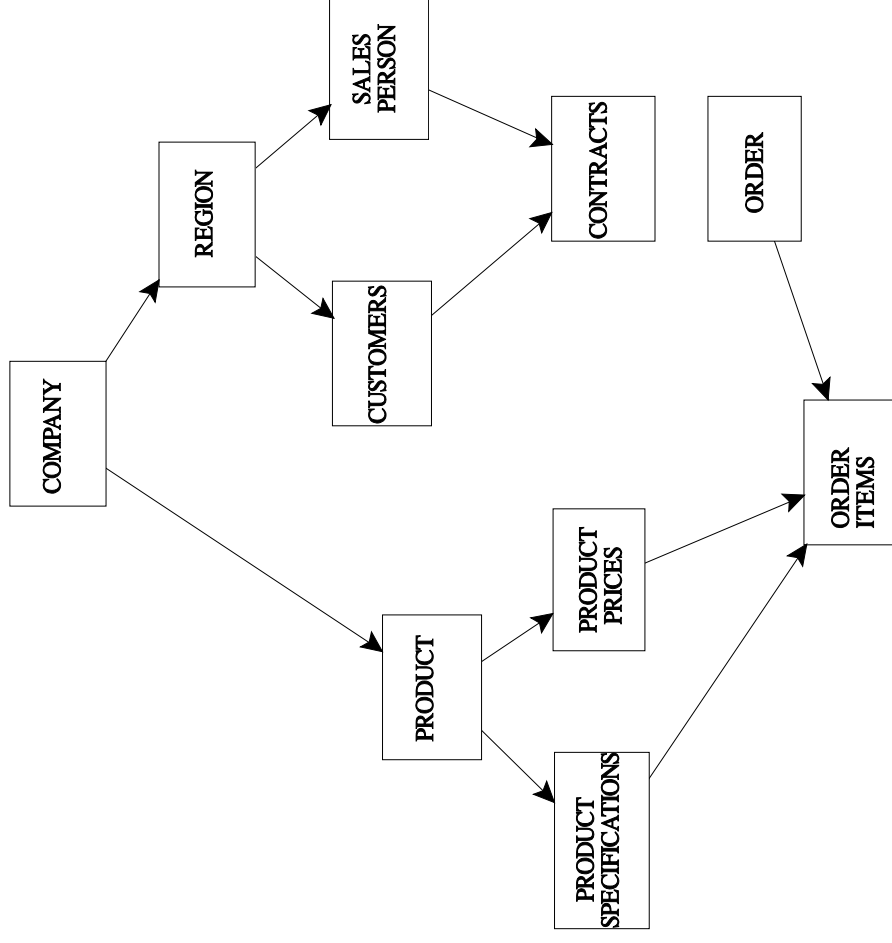 COMPANY
REGION
SALES
PERSON
CUSTOMERS
CONTRACTS
ORDER
PRODUCT
PRODUCT
PRICES
PRODUCT
SPECIFICATIONS
ORDER
ITEMS